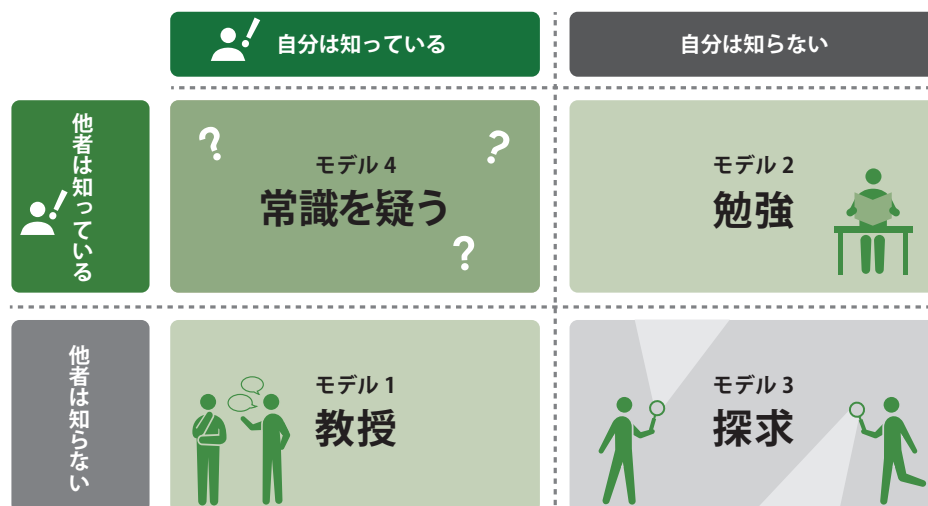 自分は知っている
自分は知らない
他者は知っている
モデル 4
常識を疑う
モデル 2
勉強
他者は知らない
モデル 1
教授
モデル 3
探求